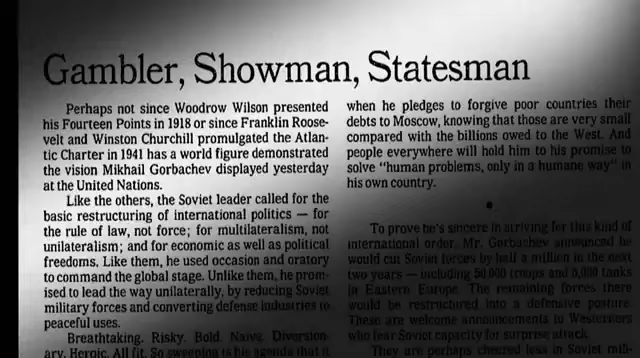 Gambler, Showman, Statesman
Perhaps not since Woodrow Wilson presented
his Fourteen Points in 1918 or since Franklin Roose-
velt and Winston Churchill promulgated the Atlan-
tic Charter in 1941 has a world figure demonstrated
the vision Mikhail Gorbachev displayed yesterday
at the United Nations.
Like the others, the Soviet leader called for the
basic restructuring of international politics — for
the rule of law, not force; for multilateralism, not
unilateralism; and for economic as well as political
freedoms. Like them, he used occasion and oratory
to command the global stage. Unlike them, he prom-
ised to lead the way unilaterally, by reducing Soviet
military forces and converting defense industries to
peaceful uses.
Breathtaking. Risky. Bold. Naive. Diversion-
ary. Heroic. All fit. So sweeping is his agenda that it
when he pledges to forgive poor countries their
debts to Moscow, knowing that those are very small
compared with the billions owed to the West. And
people everywhere will hold him to his promise to
solve “human problems, only in a humane way” in
his own country.
To prove he's sincere in striving for this kind of
international order, Mr. Gorbachev announced he
would cut Soviet forces by half a million in the next
two years — including 50,000 troops and 5,000 tanks
in Eastern Europe. The remaining forces there
would be restructured into a defensive posture.
These are welcome announcements to Westerners
who fear Soviet capacity for surprise attack.
They are perhaps cheered less in Soviet mili-